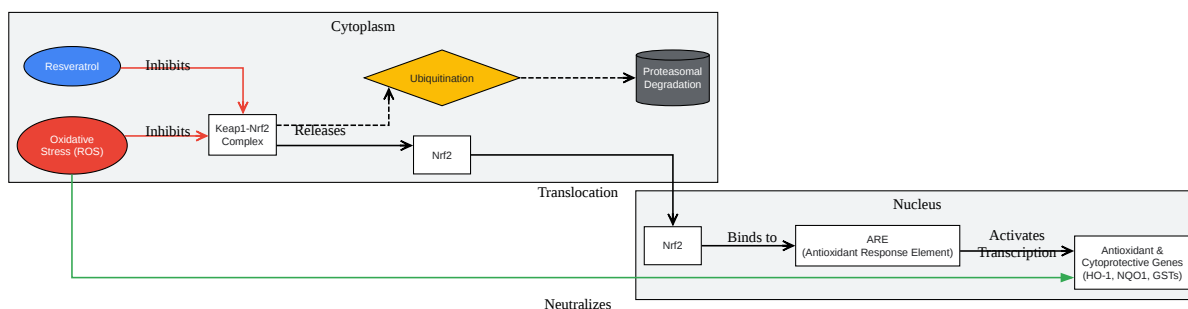 Cytoplasm
Resveratrol
Inhibits
Ubiquitination
Proteasomal
Degradation
Oxidative
Stress (ROS)
Inhibits
Keap1-Nrf2
Complex
Releases
Nrf2
Translocation
Nucleus
Nrf2
Binds to
ARE
(Antioxidant Response Element)
Activates
Transcription
Antioxidant &
Cytoprotective Genes
(HO-1, NQO1, GSTs)
Neutralizes